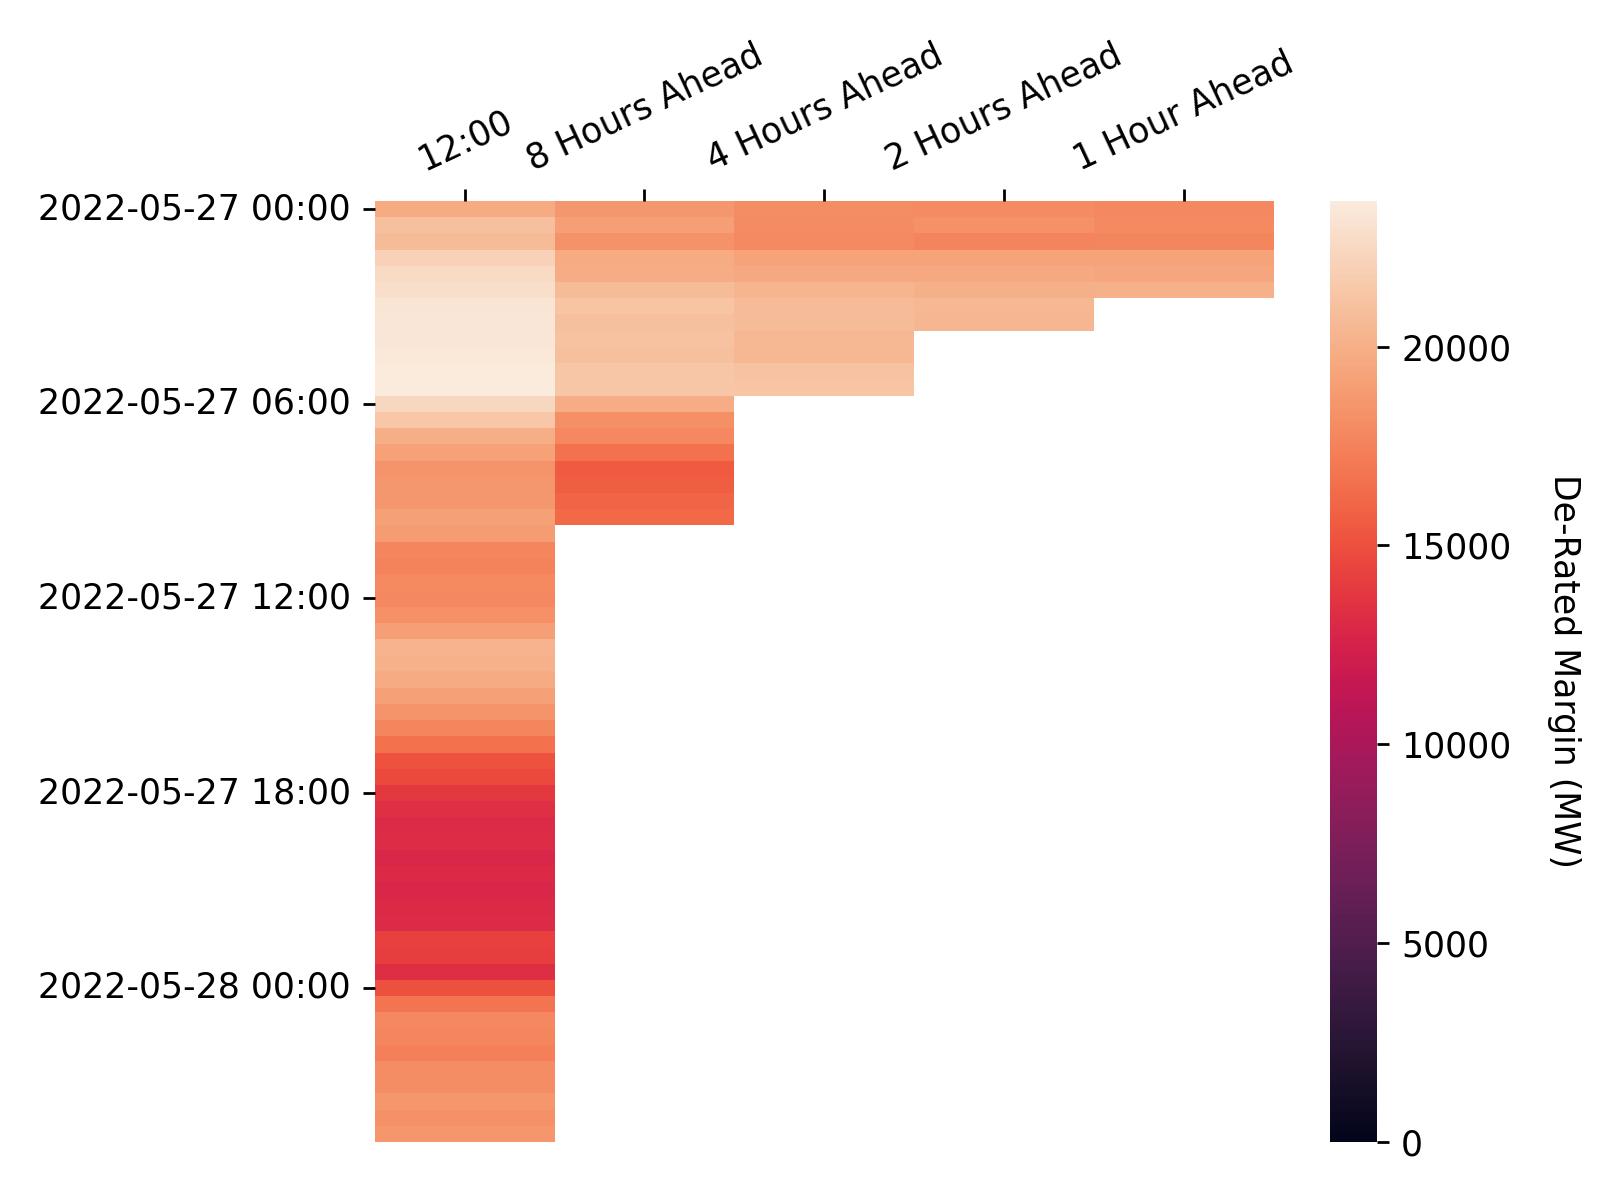 12:00
8 Hours Ahead
4 Hours Ahead
2 Hours Ahead
1 Hour Ahead
2022-05-27 00:00
2022-05-27 06:00
2022-05-27 12:00
2022-05-27 18:00
2022-05-28 00:00
20000
15000
10000
5000
0
De-Rated Margin (MW)